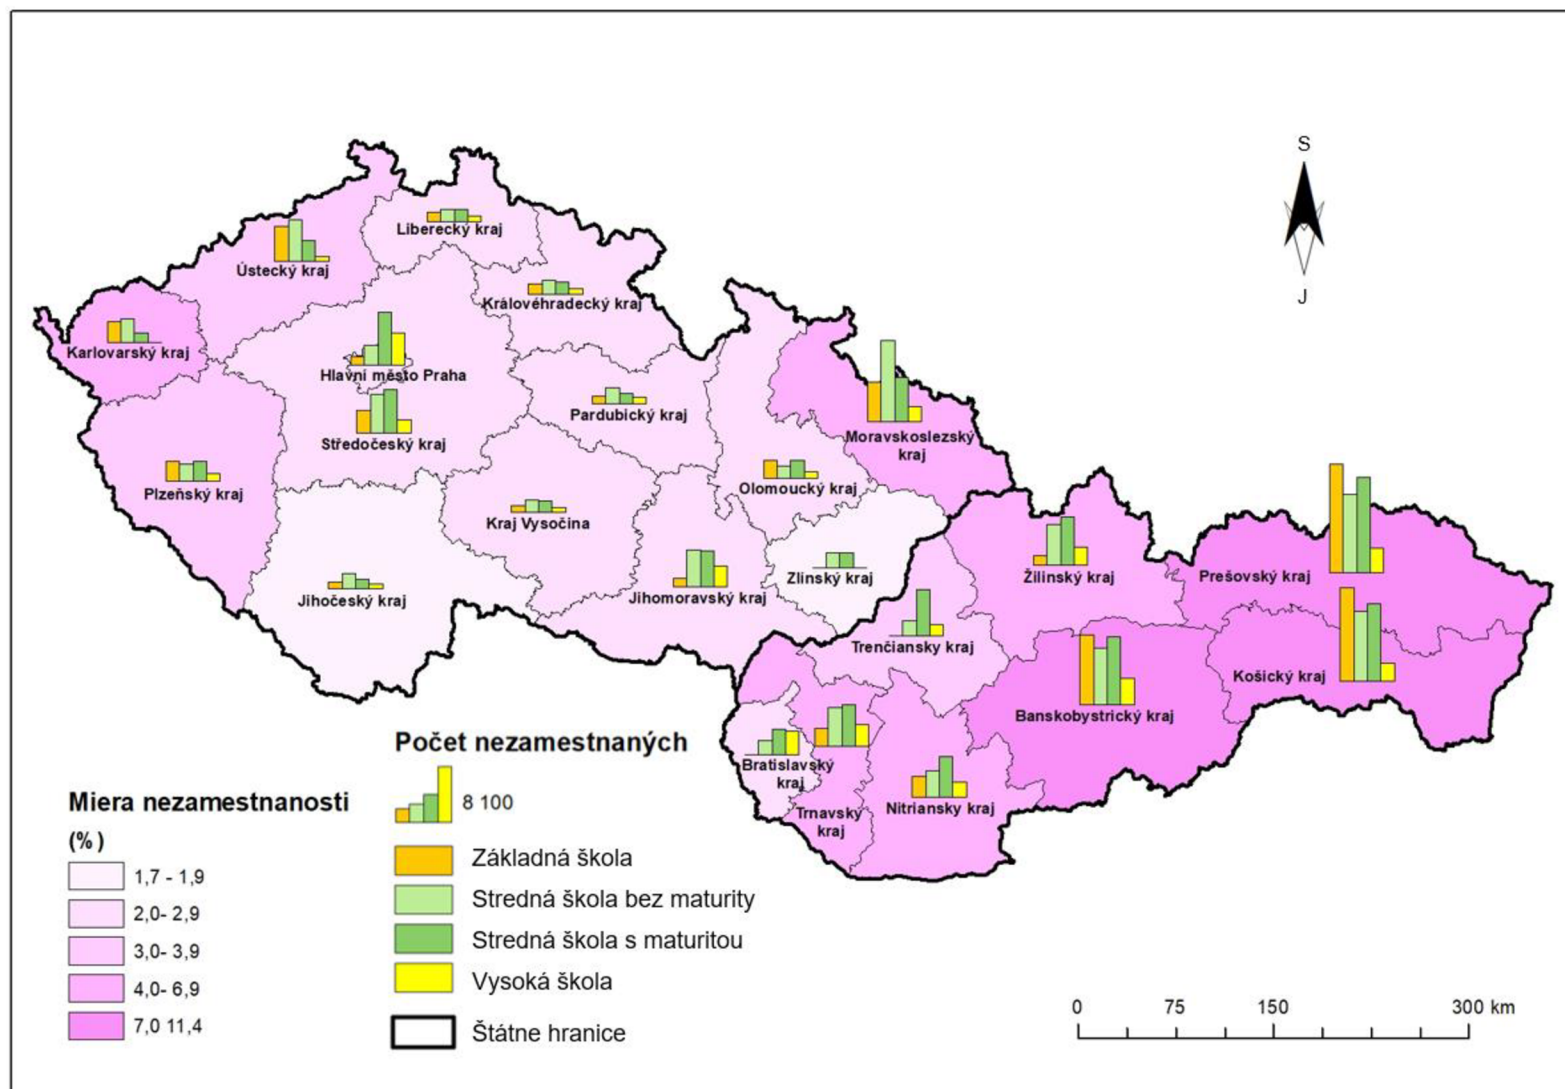 S
J
Liberecký kraj
Ústecký kraj
Královéhradecký kraj
Karlovarský kraj
Hlavní město Praha
Pardubický kraj
Středočeský kraj
Moravskoslezský
kraj
Plzeňský kraj
Olomoucký kraj
Kraj Vysočina
Zlínský kraj
Žilinský kraj
Prešovský kraj
Jihočeský kraj
Jihomoravský kraj
Trenčiansky kraj
Košický kraj
Banskobystrický kraj
Bratislavský
kraj
Trnavský
kraj
Nitriansky kraj
Miera nezamestnanosti
(%)
1,7 - 1,9
2,0- 2,9
3,0- 3,9
4,0- 6,9
7,0 11,4
Počet nezamestnaných
8 100
Základná škola
Stredná škola bez maturity
Stredná škola s maturitou
Vysoká škola
Štátne hranice
0 75 150 300 km